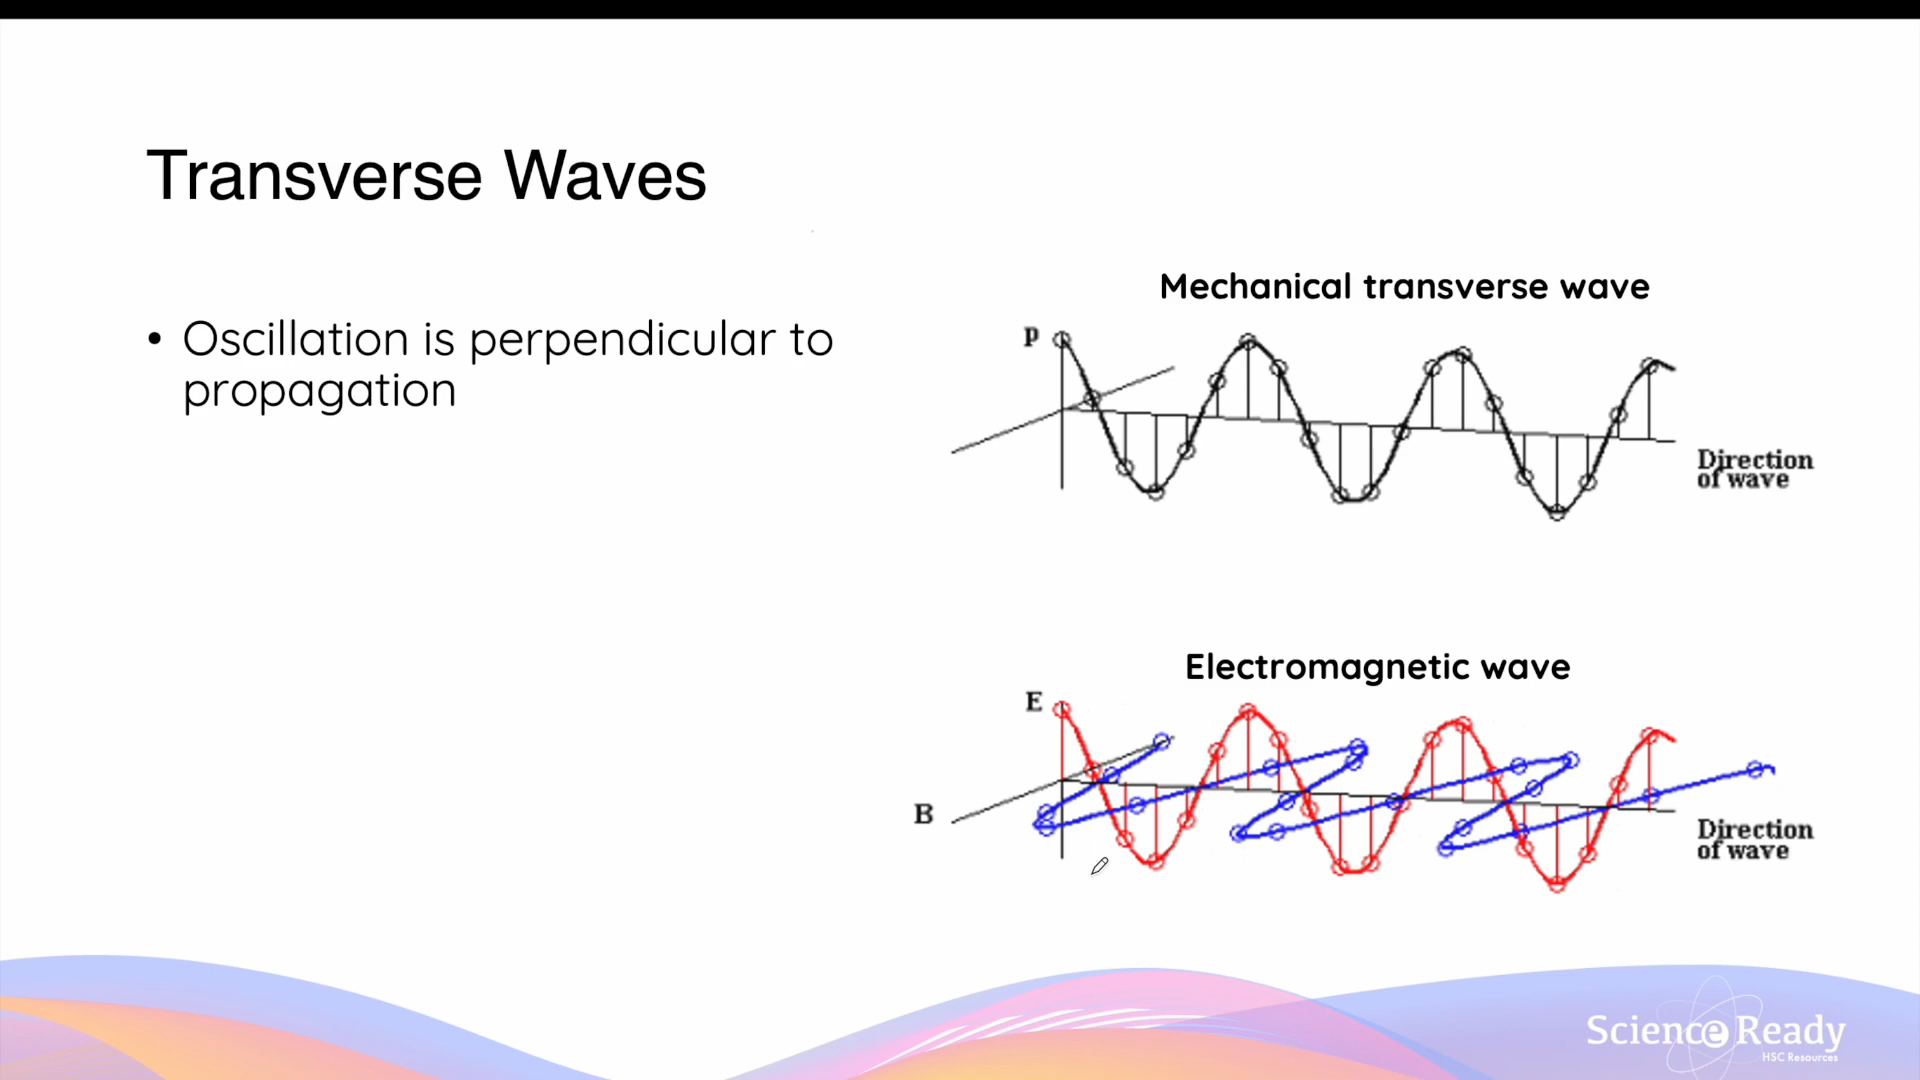 Transverse Waves
• Oscillation is perpendicular to
propagation
Mechanical transverse wave
P
Direction
of wave
Electromagnetic wave
E
B
Direction
of wave
Science Ready
HSC Resources